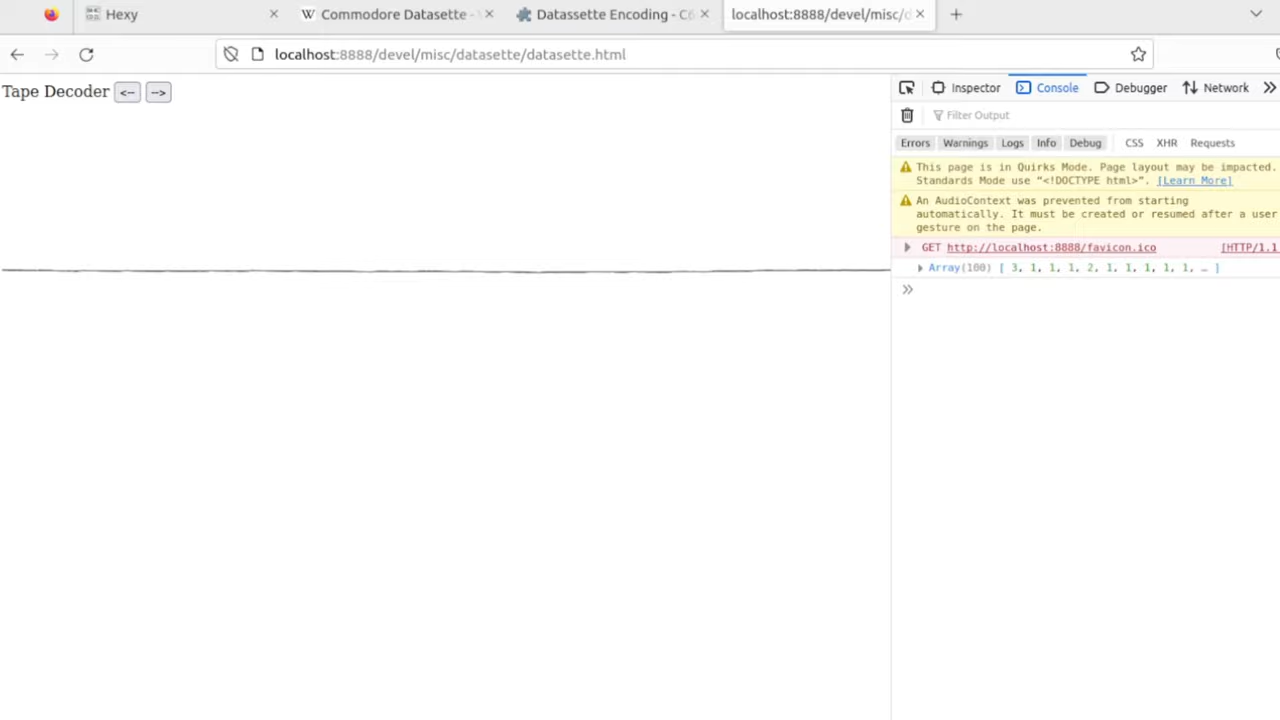 Hexy
Commodore Datasette -
Datassette Encoding - C6
localhost:8888/devel/misc/d
localhost:8888/devel/misc/datasette/datasette.html
Tape Decoder <-- -->
Inspector Console Debugger Network
Filter Output
Errors Warnings Logs Info Debug CSS XHR Requests
This page is in Quirks Mode. Page layout may be impacted.
Standards Mode use “<!DOCTYPE html>”. [Learn More]
An AudioContext was prevented from starting
automatically. It must be created or resumed after a user
gesture on the page.
GET http://localhost:8888/favicon.ico [HTTP/1.1
Array(100) [ 3, 1, 1, 1, 2, 1, 1, 1, 1, 1, … ]